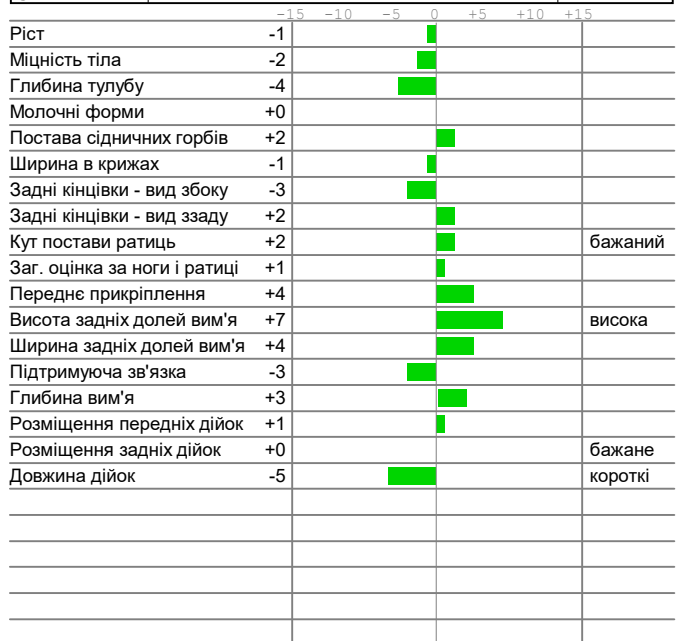 -15 -10 -5 0 +5 +10 +15
Ріст -1
Міцність тіла -2
Глибина тулубу -4
Молочні форми +0
Постава сідничних горбів +2
Ширина в крижах -1
Задні кінцівки - вид збоку -3
Задні кінцівки - вид ззаду +2
Кут постави ратиць +2 бажаний
Заг. оцінка за ноги і ратиці +1
Переднє прикріплення +4
Висота задніх долей вим'я +7 висока
Ширина задніх долей вим'я +4
Підтримуюча зв'язка -3
Глибина вим'я +3
Розміщення передніх дійок +1
Розміщення задніх дійок +0 бажане
Довжина дійок -5 короткі